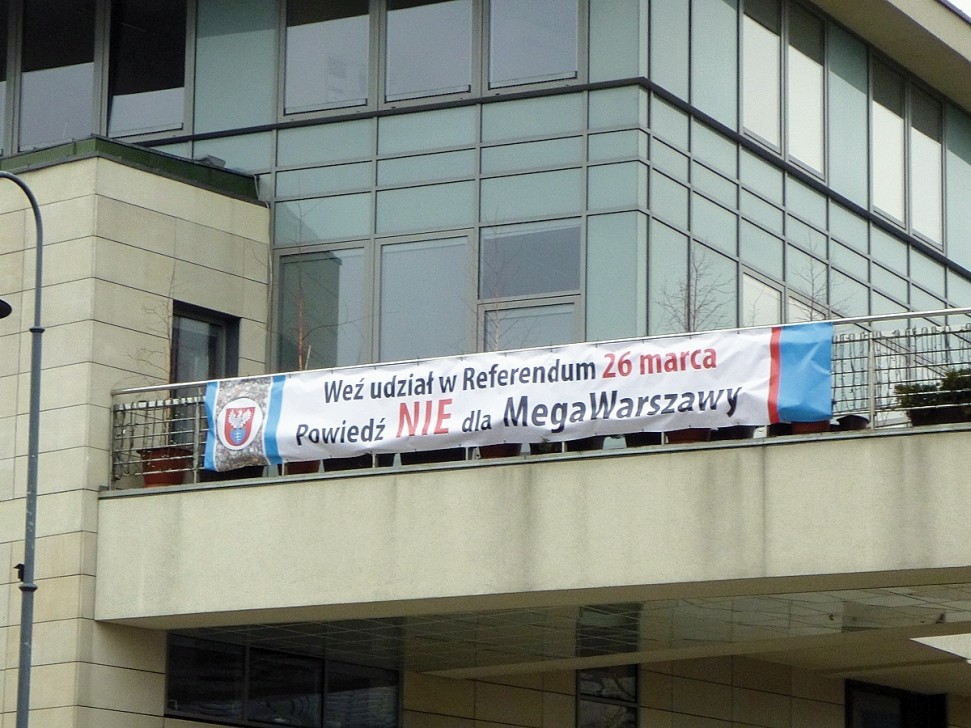 Weź udział w Referendum 26 marca
Powiedź NIE dla MegaWarszawy